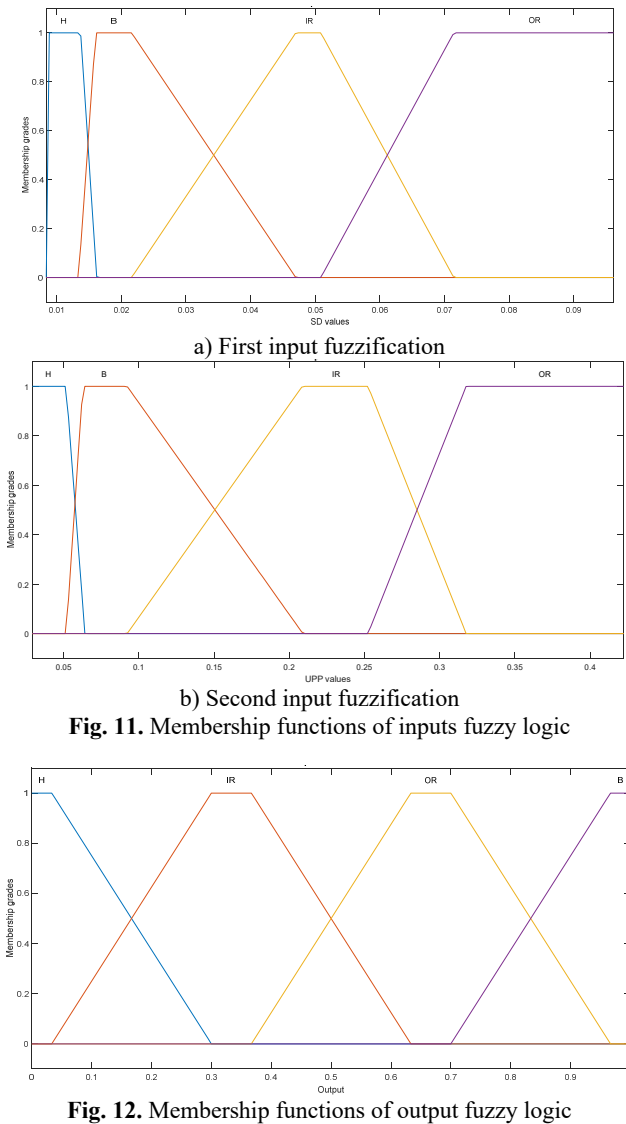 H B IR OR
Membership grades
1
0.8
0.6
0.4
0.2
0
0.01 0.02 0.03 0.04 0.05 0.06 0.07 0.08 0.09
SD values
a) First input fuzzification
H B IR OR
Membership grades
1
0.8
0.6
0.4
0.2
0
0.05 0.1 0.15 0.2 0.25 0.3 0.35 0.4
UPP values
b) Second input fuzzification
Fig. 11. Membership functions of inputs fuzzy logic
H IR OR B
Membership grades
1
0.8
0.6
0.4
0.2
0
0 0.1 0.2 0.3 0.4 0.5 0.6 0.7 0.8 0.9
Output
Fig. 12. Membership functions of output fuzzy logic